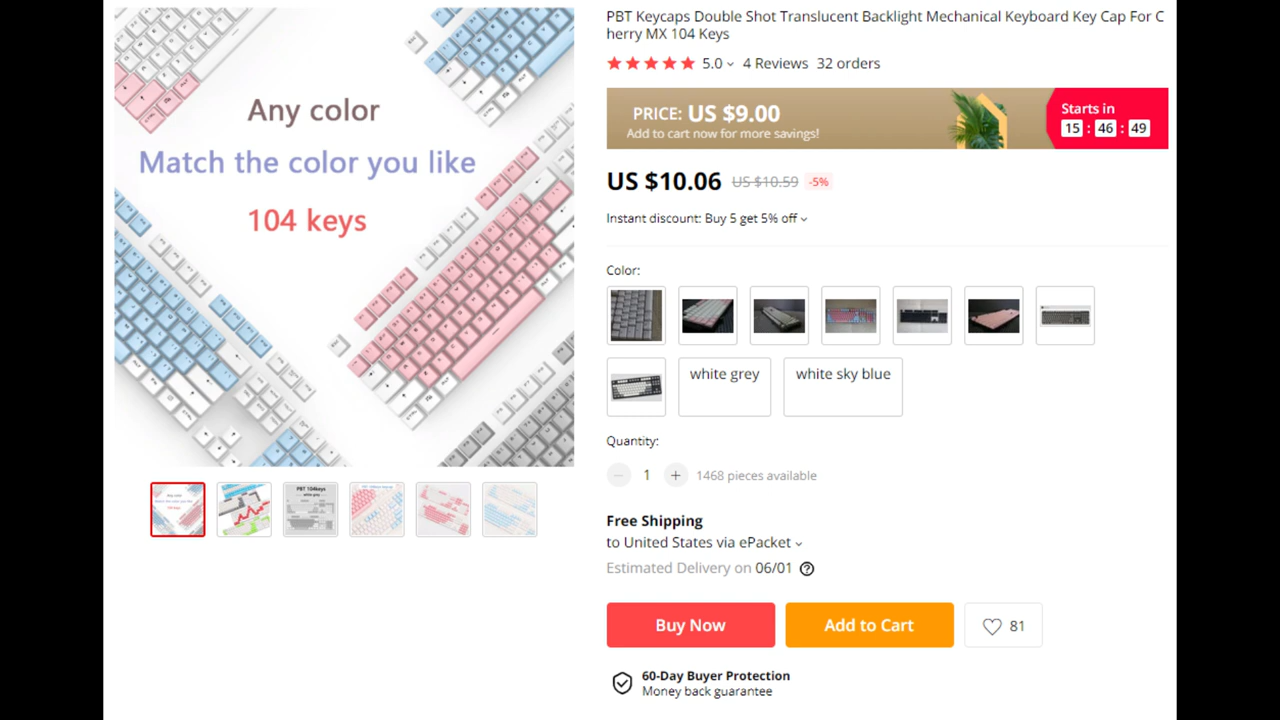 Any color
Match the color you like
104 keys
PBT 104keys
white grey
PBT Keycaps Double Shot Translucent Backlight Mechanical Keyboard Key Cap For C
herry MX 104 Keys
5.0 4 Reviews 32 orders
PRICE: US $9.00
Add to cart now for more savings!
Starts in
15 : 46 : 49
US $10.06 US $10.59 -5%
Instant discount: Buy 5 get 5% off
Color:
white grey
white sky blue
Quantity:
1 1468 pieces available
Free Shipping
to United States via ePacket
Estimated Delivery on 06/01
Buy Now
Add to Cart
81
60-Day Buyer Protection
Money back guarantee